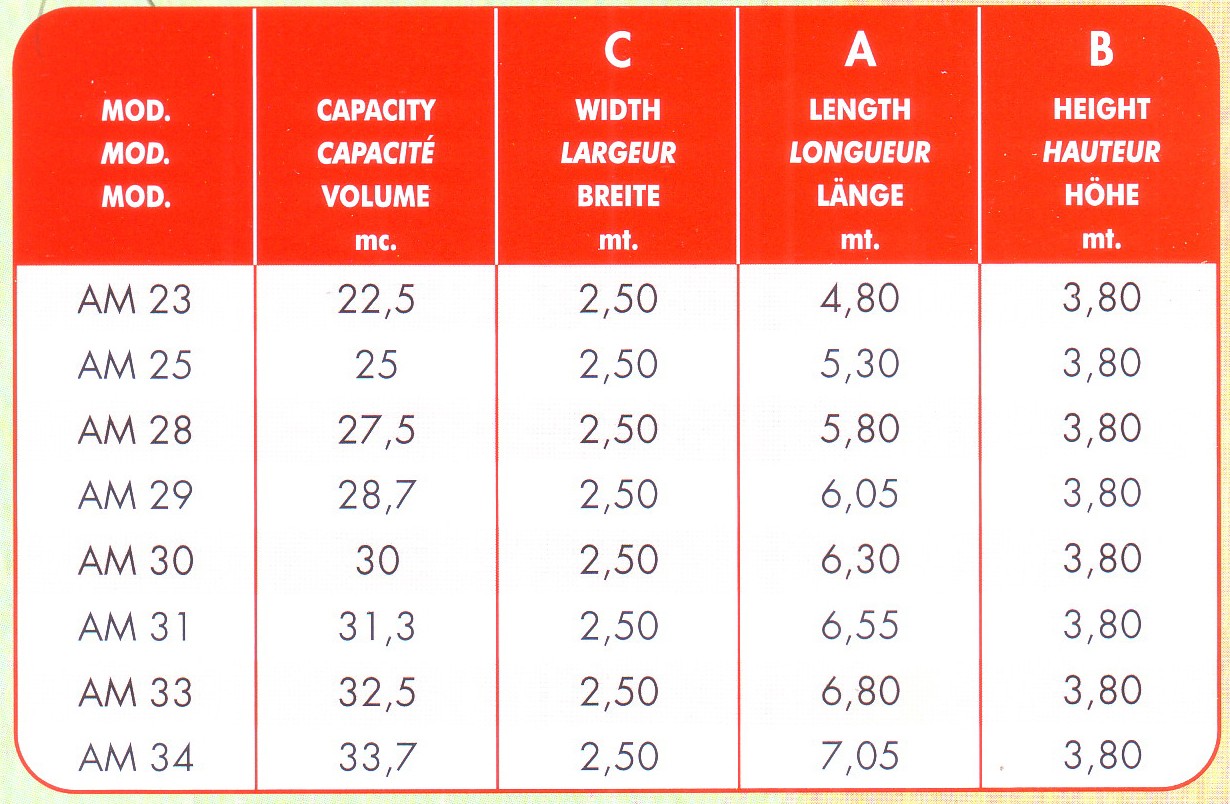 C A B
MOD. CAPACITY WIDTH LENGTH HEIGHT
MOD. CAPACITÉ LARGEUR LONGUEUR HAUTEUR
MOD. VOLUME BREITE LÄNGE HÖHE
mc. mt. mt. mt.
AM 23 22,5 2,50 4,80 3,80
AM 25 25 2,50 5,30 3,80
AM 28 27,5 2,50 5,80 3,80
AM 29 28,7 2,50 6,05 3,80
AM 30 30 2,50 6,30 3,80
AM 31 31,3 2,50 6,55 3,80
AM 33 32,5 2,50 6,80 3,80
AM 34 33,7 2,50 7,05 3,80